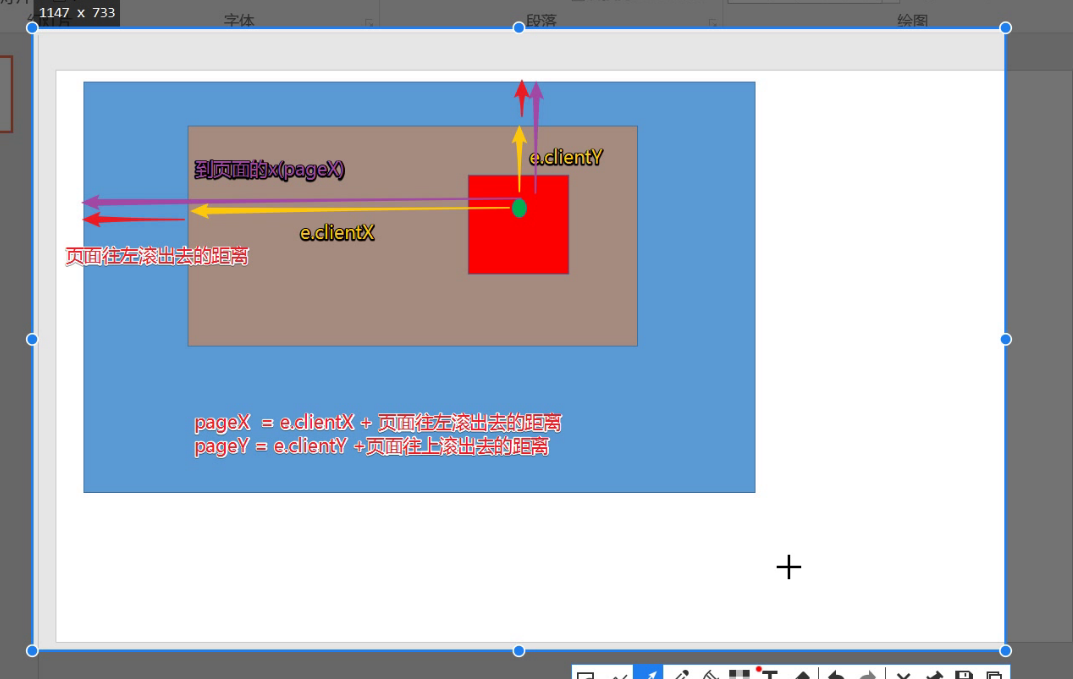 1147 x 733
字体
段落
绘图
e.clientY
到页面的x(pageX)
e.clientX
页面往左滚出去的距离
pageX = e.clientX + 页面往左滚出去的距离
pageY = e.clientY +页面往上滚出去的距离